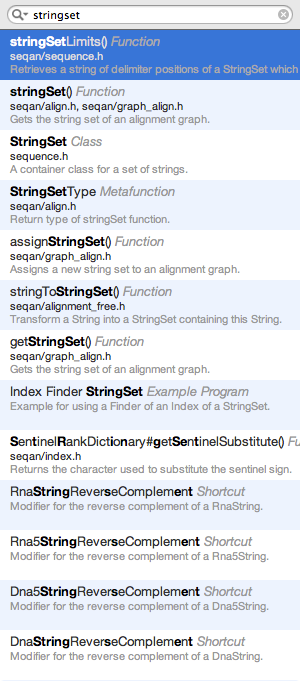 stringset
stringSetLimits() Function
seqan/sequence.h
Retrieves a string of delimiter positions of a StringSet which
stringSet() Function
seqan/align.h, seqan/graph_align.h
Gets the string set of an alignment graph.
StringSet Class
sequence.h
A container class for a set of strings.
StringSetType Metafunction
seqan/align.h
Return type of stringSet function.
assignStringSet() Function
seqan/graph_align.h
Assigns a new string set to an alignment graph.
stringToStringSet() Function
seqan/alignment_free.h
Transform a String into a StringSet containing this String.
getStringSet() Function
seqan/graph_align.h
Gets the string set of an alignment graph.
Index Finder StringSet Example Program
Example for using a Finder of an Index of a StringSet.
SentinelRankDictionary#getSentinelSubstitute() Fu
seqan/index.h
Returns the character used to substitute the sentinel sign.
RnaStringReverseComplement Shortcut
Modifier for the reverse complement of a RnaString.
Rna5StringReverseComplement Shortcut
Modifier for the reverse complement of a Rna5String.
Dna5StringReverseComplement Shortcut
Modifier for the reverse complement of a Dna5String.
DnaStringReverseComplement Shortcut
Modifier for the reverse complement of a DnaString.